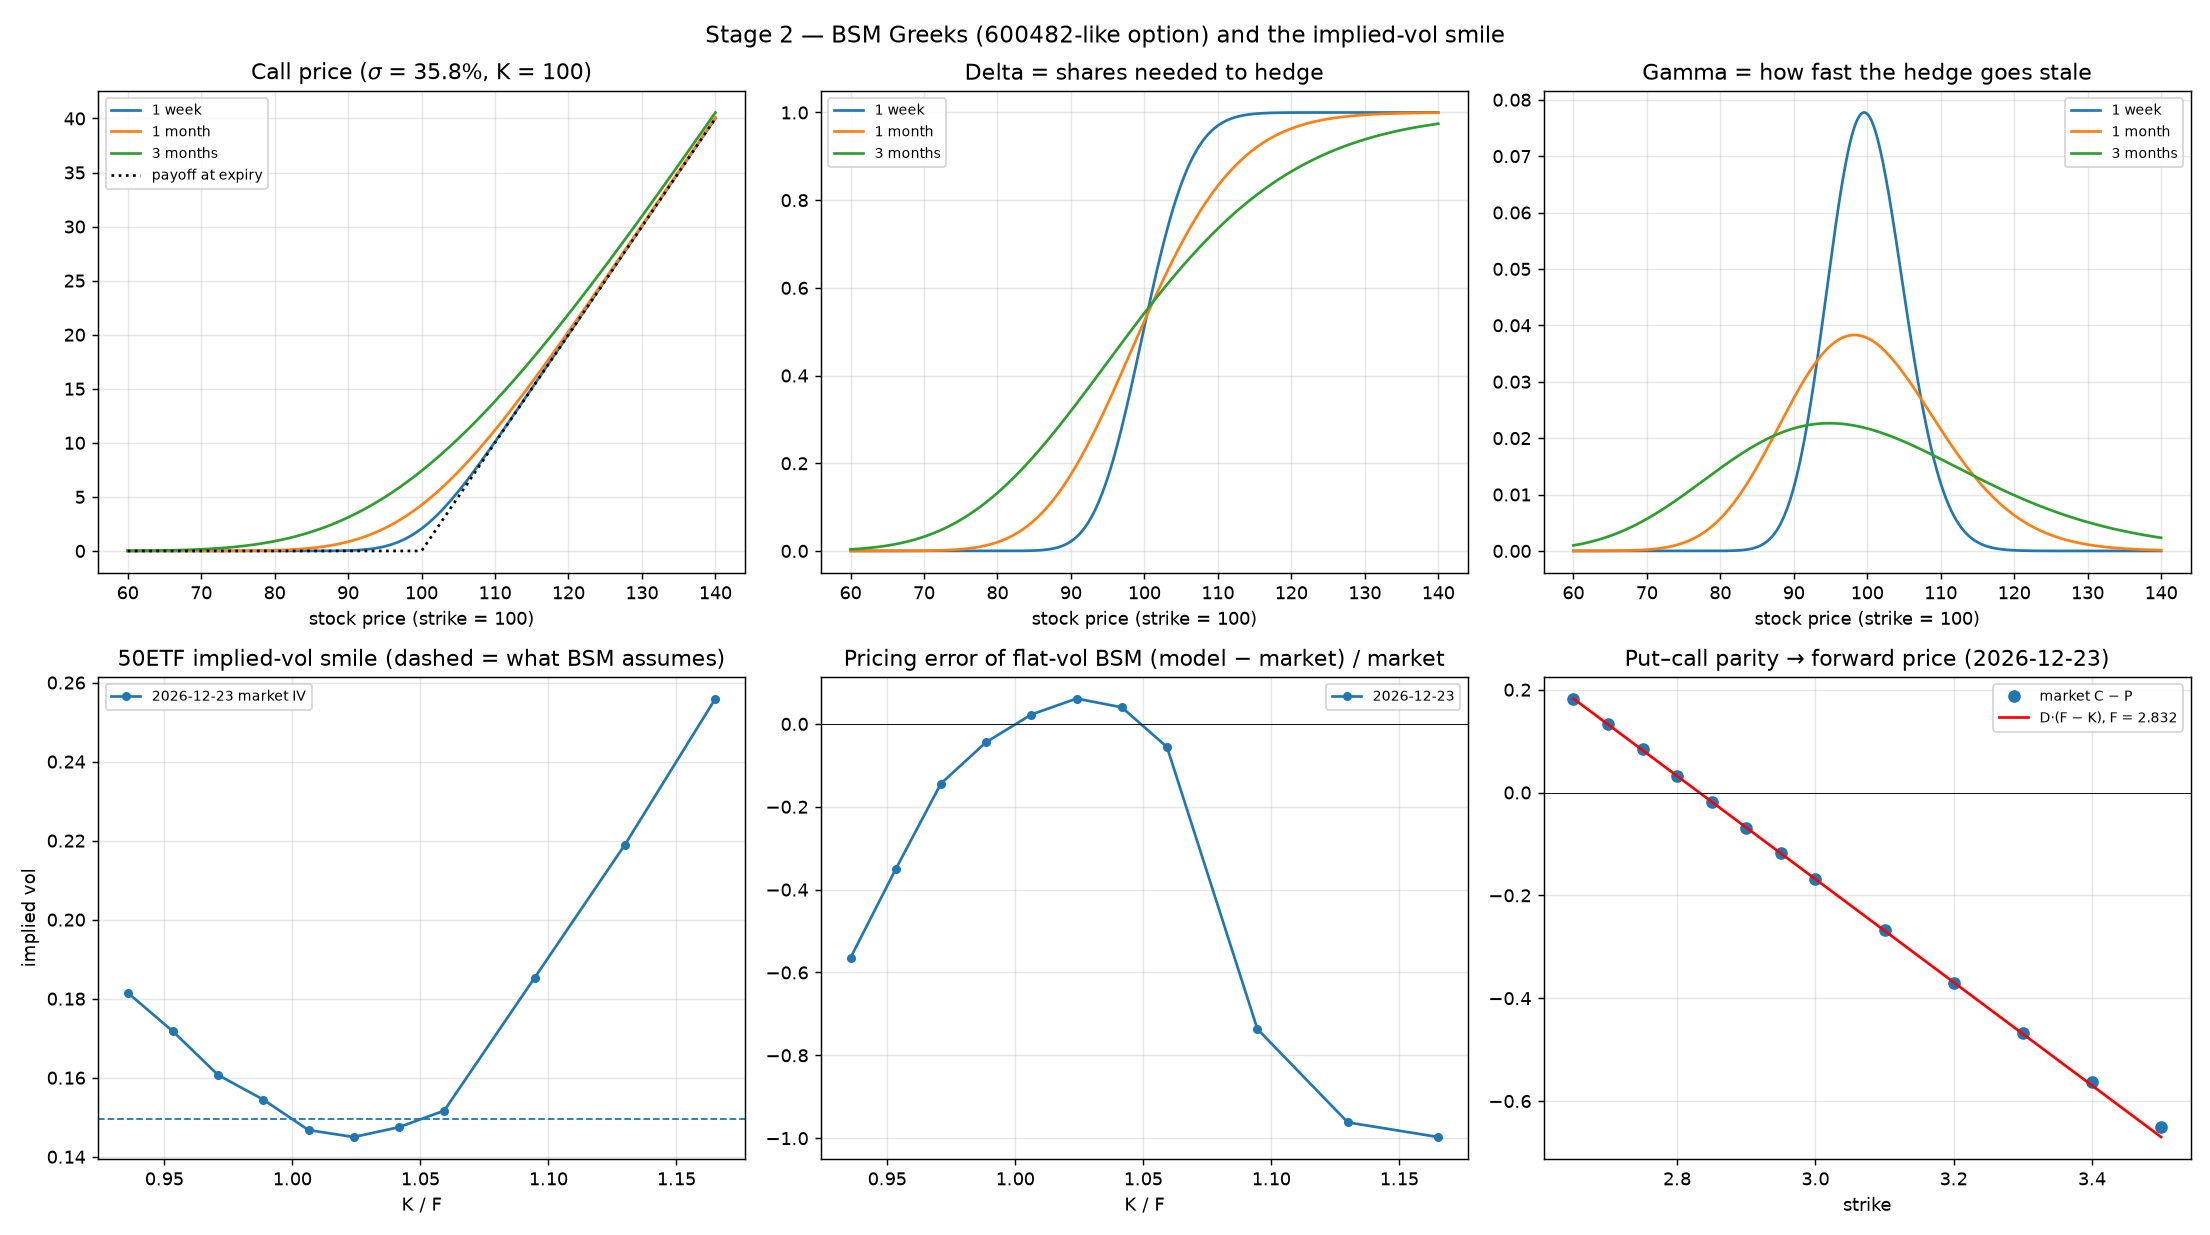 Stage 2 — BSM Greeks (600482-like option) and the implied-vol smile
Call price (σ = 35.8%, K = 100)
1 week
1 month
3 months
payoff at expiry
40
35
30
25
20
15
10
5
0
60 70 80 90 100 110 120 130 140
stock price (strike = 100)
Delta = shares needed to hedge
1 week
1 month
3 months
1.0
0.8
0.6
0.4
0.2
0.0
60 70 80 90 100 110 120 130 140
stock price (strike = 100)
Gamma = how fast the hedge goes stale
1 week
1 month
3 months
0.08
0.07
0.06
0.05
0.04
0.03
0.02
0.01
0.00
60 70 80 90 100 110 120 130 140
stock price (strike = 100)
50ETF implied-vol smile (dashed = what BSM assumes)
2026-12-23 market IV
implied vol
0.26
0.24
0.22
0.20
0.18
0.16
0.14
0.95 1.00 1.05 1.10 1.15
K / F
Pricing error of flat-vol BSM (model − market) / market
2026-12-23
0.0
−0.2
−0.4
−0.6
−0.8
−1.0
0.95 1.00 1.05 1.10 1.15
K / F
Put–call parity → forward price (2026-12-23)
market C − P
D·(F − K), F = 2.832
0.2
0.0
−0.2
−0.4
−0.6
2.8 3.0 3.2 3.4
strike